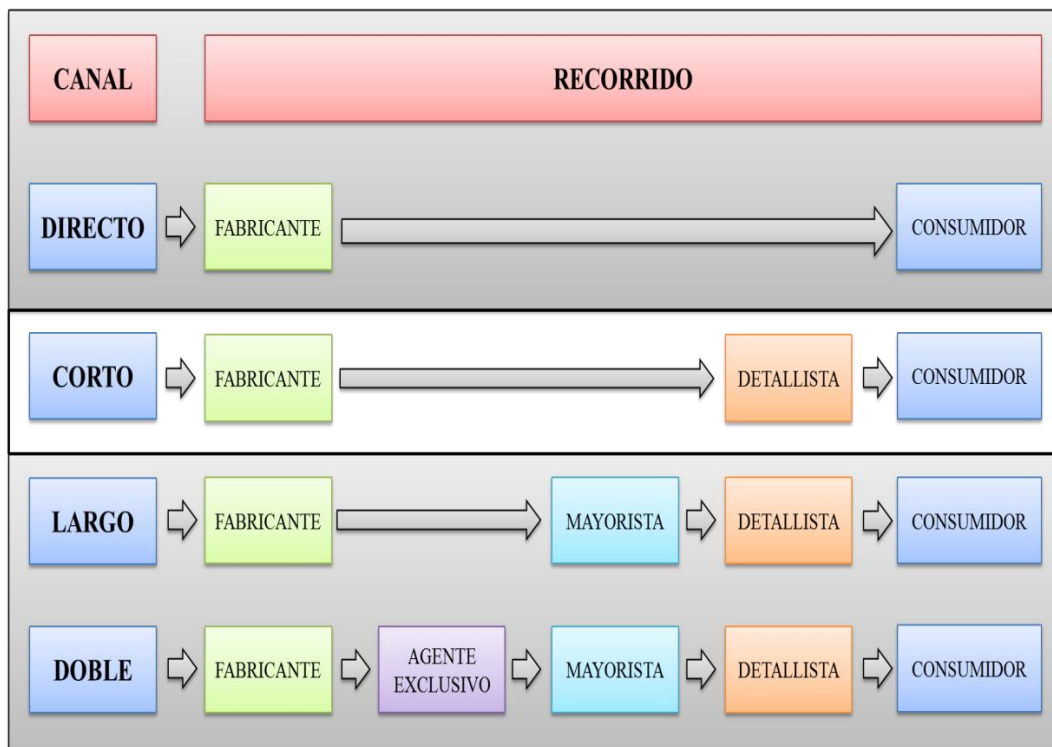 CANAL
RECORRIDO
DIRECTO
FABRICANTE
CONSUMIDOR
CORTO
FABRICANTE
DETALLISTA
CONSUMIDOR
LARGO
FABRICANTE
MAYORISTA
DETALLISTA
CONSUMIDOR
DOBLE
FABRICANTE
AGENTE
EXCLUSIVO
MAYORISTA
DETALLISTA
CONSUMIDOR